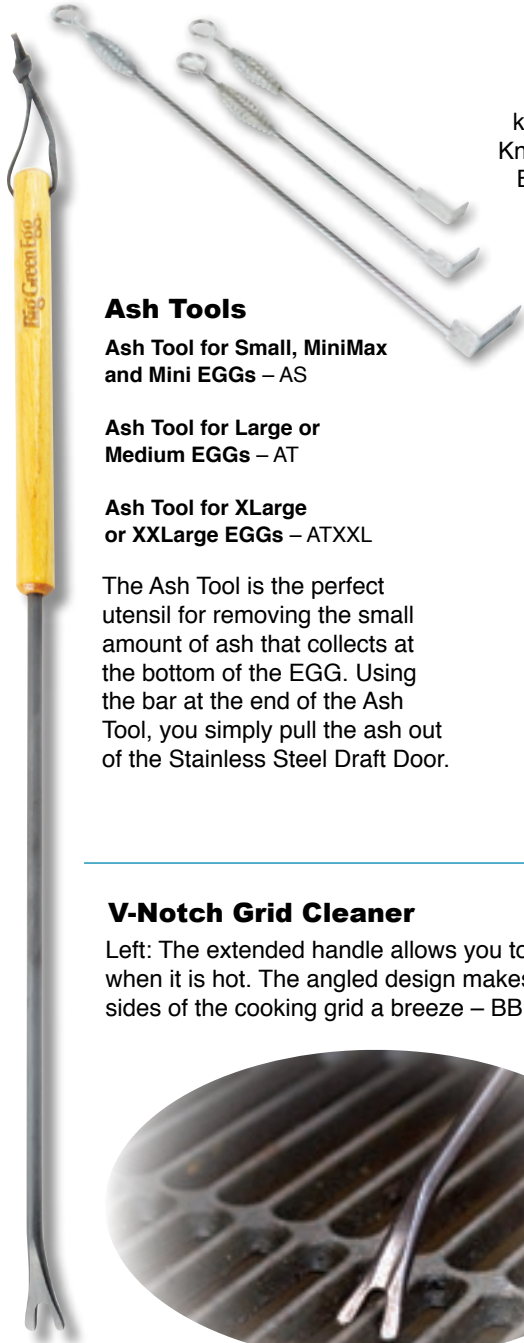 Big Green Egg
Ash Tools
Ash Tool for Small, MiniMax
and Mini EGGs – AS
Ash Tool for Large or
Medium EGGs – AT
Ash Tool for XLarge
or XXLarge EGGs – ATXXL
The Ash Tool is the perfect
utensil for removing the small
amount of ash that collects at
the bottom of the EGG. Using
the bar at the end of the Ash
Tool, you simply pull the ash out
of the Stainless Steel Draft Door.
V-Notch Grid Cleaner
Left: The extended handle allows you
when it is hot. The angled design makes
sides of the cooking grid a breeze – BB